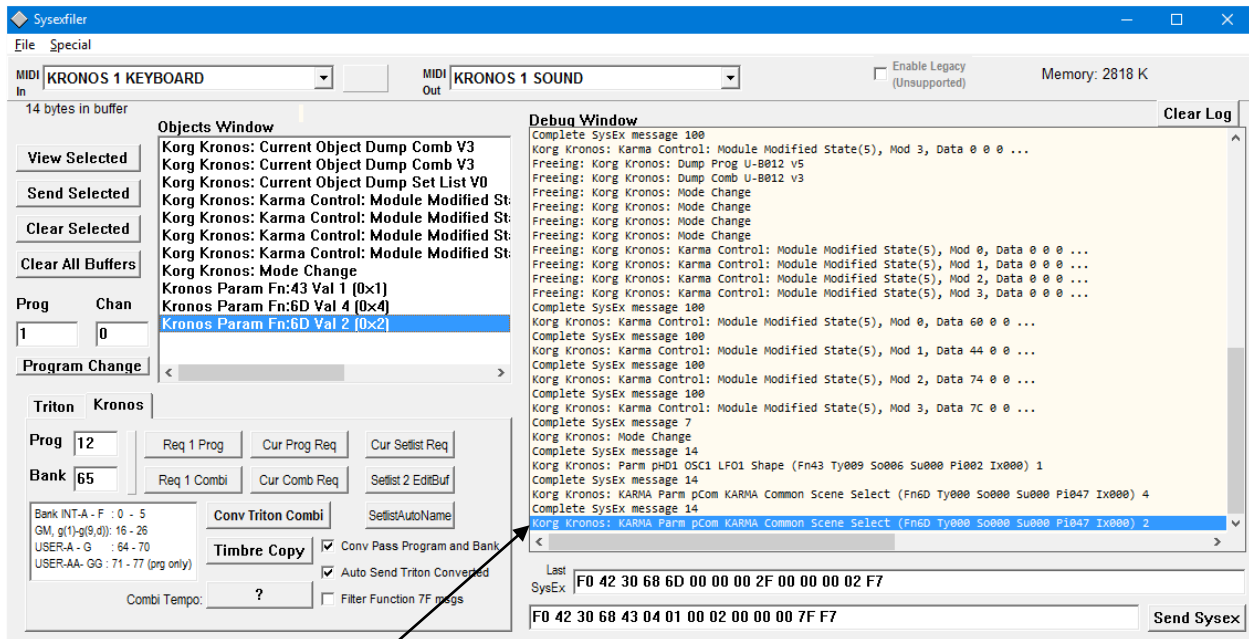 Sysexfiler
File Special
MIDI In KRONOS 1 KEYBOARD
MIDI Out KRONOS 1 SOUND
Enable Legacy (Unsupported)
Memory: 2818 K
14 bytes in buffer
Objects Window
Debug Window
Clear Log
View Selected
Send Selected
Clear Selected
Clear All Buffers
Prog Chan
1 0
Program Change
Korg Kronos: Current Object Dump Comb V3
Korg Kronos: Current Object Dump Comb V3
Korg Kronos: Current Object Dump Set List V0
Korg Kronos: Karma Control: Module Modified St
Korg Kronos: Karma Control: Module Modified St
Korg Kronos: Karma Control: Module Modified St
Korg Kronos: Karma Control: Module Modified St
Korg Kronos: Mode Change
Kronos Param Fn:43 Val 1 (0x1)
Kronos Param Fn:6D Val 4 (0x4)
Kronos Param Fn:6D Val 2 (0x2)
Complete SysEx message 100
Korg Kronos: Karma Control: Module Modified State(5), Mod 3, Data 0 0 0 ...
Freeing: Korg Kronos: Dump Prog U-B012 v5
Freeing: Korg Kronos: Dump Comb U-B012 v3
Freeing: Korg Kronos: Mode Change
Freeing: Korg Kronos: Mode Change
Freeing: Korg Kronos: Mode Change
Freeing: Korg Kronos: Mode Change
Freeing: Korg Kronos: Karma Control: Module Modified State(5), Mod 0, Data 0 0 0 ...
Freeing: Korg Kronos: Karma Control: Module Modified State(5), Mod 1, Data 0 0 0 ...
Freeing: Korg Kronos: Karma Control: Module Modified State(5), Mod 2, Data 0 0 0 ...
Freeing: Korg Kronos: Karma Control: Module Modified State(5), Mod 3, Data 0 0 0 ...
Complete SysEx message 100
Korg Kronos: Karma Control: Module Modified State(5), Mod 0, Data 60 0 0 ...
Complete SysEx message 100
Korg Kronos: Karma Control: Module Modified State(5), Mod 1, Data 44 0 0 ...
Complete SysEx message 100
Korg Kronos: Karma Control: Module Modified State(5), Mod 2, Data 74 0 0 ...
Complete SysEx message 100
Korg Kronos: Karma Control: Module Modified State(5), Mod 3, Data 7C 0 0 ...
Complete SysEx message 7
Korg Kronos: Mode Change
Complete SysEx message 14
Korg Kronos: Parm pHD1 OSC1 LFO1 Shape (Fn43 Ty009 So006 Su000 Pi002 Ix000) 1
Complete SysEx message 14
Korg Kronos: KARMA Parm pCom KARMA Common Scene Select (Fn6D Ty000 So000 Su000 Pi047 Ix000) 4
Complete SysEx message 14
Korg Kronos: KARMA Parm pCom KARMA Common Scene Select (Fn6D Ty000 So000 Su000 Pi047 Ix000) 2
Triton Kronos
Prog 12
Req 1 Prog Cur Prog Req Cur Setlist Req
Bank 65
Req 1 Combi Cur Comb Req Setlist 2 EditBuf
Bank INT-A - F : 0 - 5
GM, g(1)-g(9,d)): 16 - 26
USER-A - G : 64 - 70
USER-AA- GG : 71 - 77 (prg only)
Conv Triton Combi
SetlistAutoName
Timbre Copy
Conv Pass Program and Bank
Auto Send Triton Converted
Combi Tempo: ?
Filter Function 7F msgs
Last SysEx F0 42 30 68 6D 00 00 00 2F 00 00 00 02 F7
F0 42 30 68 43 04 01 00 02 00 00 00 7F F7
Send Sysex